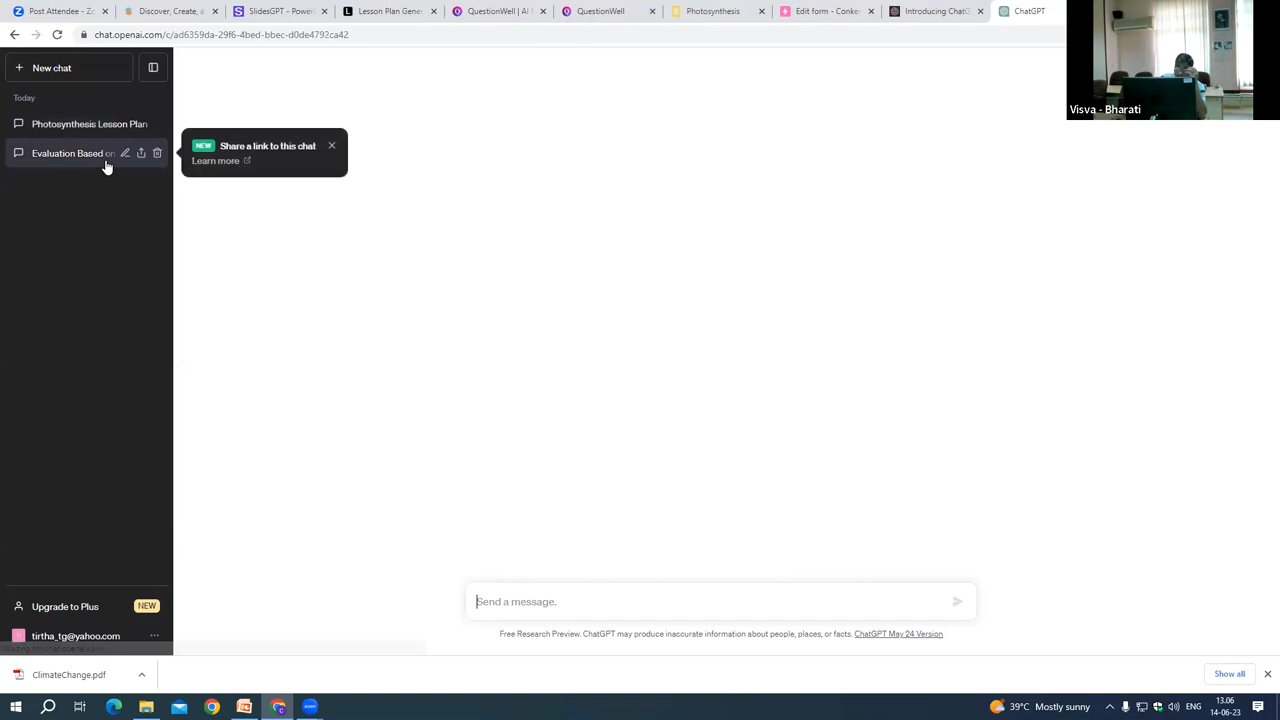 Post Attendee - Zo
Discover, Create, a
SlidesGPT - Power
Lesson Plan Gene
QuestionWell | AI
QuestionWell
Photosynthesis
Edit form - Conke
Introducing ChatG
ChatGPT
chat.openai.com/c/ad6359da-29f6-4bed-bbec-d0de4792ca42
Visva - Bharati
New chat
Today
Photosynthesis Lesson Plan
Evaluation Based on
NEW Share a link to this chat
Learn more
Send a message.
Free Research Preview. ChatGPT may produce inaccurate information about people, places, or facts. ChatGPT May 24 Version
Upgrade to Plus NEW
tirtha_tg@yahoo.com
ClimateChange.pdf
Show all
39°C Mostly sunny
ENG
13.06
14-06-23